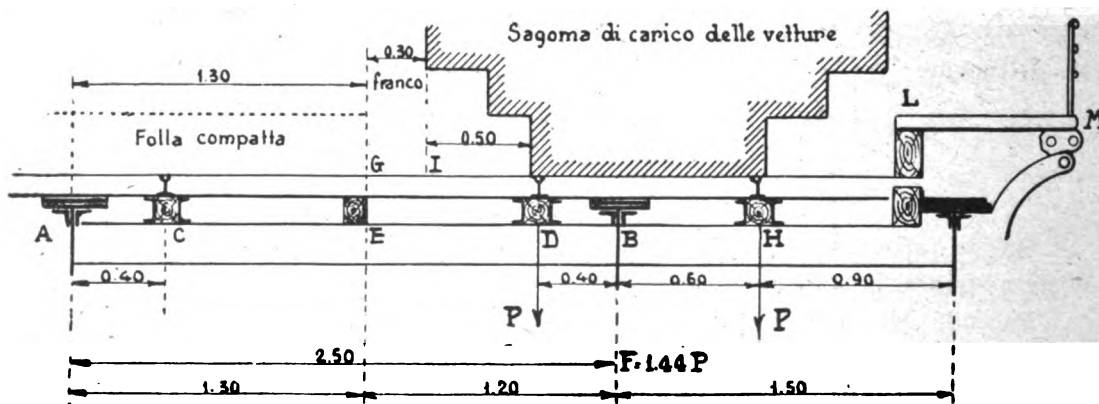 Sagoma di carico delle vetture
0.30
franco
1.30
Folla compatta
0.50
L
M
G
I
A
C
E
D
B
H
0.40
0.40
0.60
0.90
P
P
2.50
F=1.44P
1.30
1.20
1.50